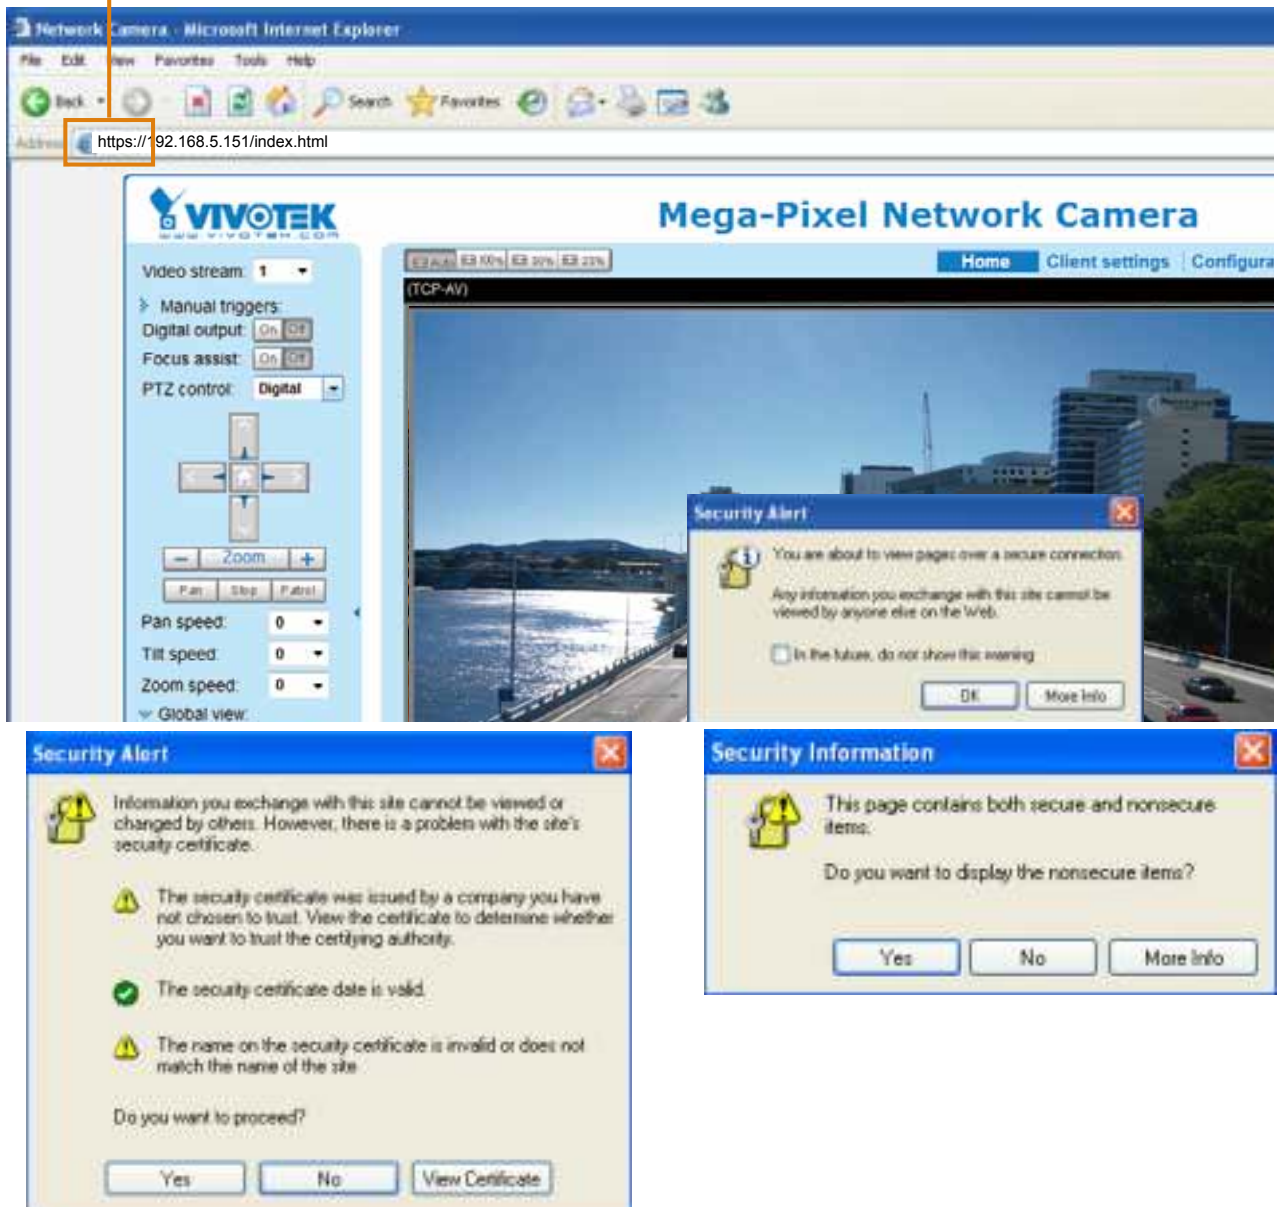 Network Camera - Microsoft Internet Explorer
File Edit View Favorites Tools Help
Back Search Favorites
Address https://192.168.5.151/index.html
VIVOTEK
www.vivotek.com
Mega-Pixel Network Camera
Video stream: 1
Auto 100% 50% 25%
Home Client settings Configura
(TCP-AV)
Manual triggers:
Digital output: On Off
Focus assist: On Off
PTZ control: Digital
- Zoom +
Pan Stop Patrol
Pan speed: 0
Tilt speed: 0
Zoom speed: 0
Global view:
Security Alert
You are about to view pages over a secure connection.
Any information you exchange with this site cannot be
viewed by anyone else on the Web.
In the future, do not show this warning
OK More Info
Security Alert
Information you exchange with this site cannot be viewed or
changed by others. However, there is a problem with the site's
security certificate.
The security certificate was issued by a company you have
not chosen to trust. View the certificate to determine whether
you want to trust the certifying authority.
The security certificate date is valid.
The name on the security certificate is invalid or does not
match the name of the site
Do you want to proceed?
Yes No View Certificate
Security Information
This page contains both secure and nonsecure
items.
Do you want to display the nonsecure items?
Yes No More Info